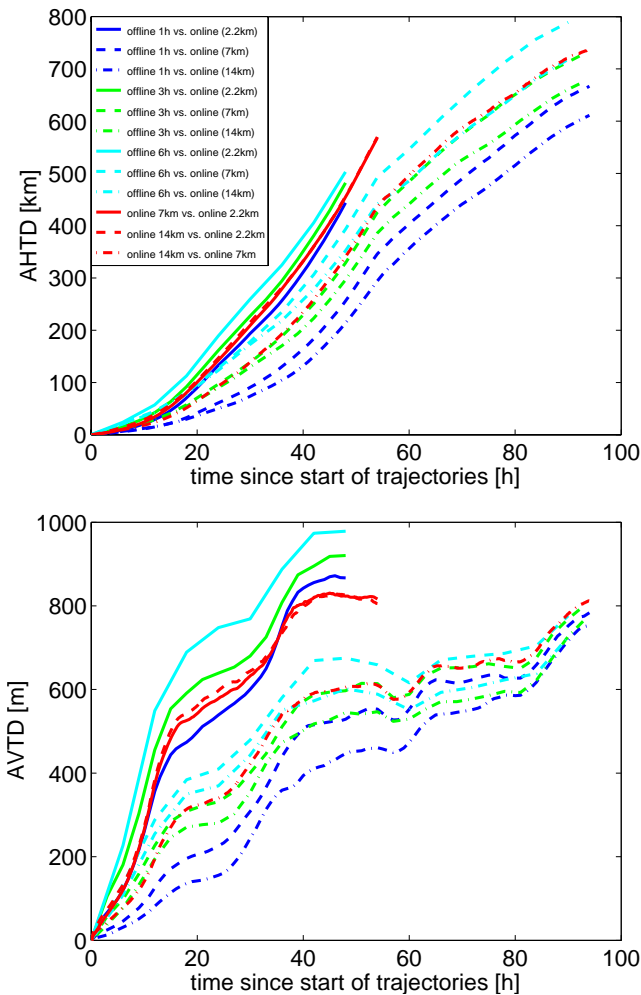 800
700
600
500
400
300
200
100
0
AHTD [km]
offline 1h vs. online (2.2km)
offline 1h vs. online (7km)
offline 1h vs. online (14km)
offline 3h vs. online (2.2km)
offline 3h vs. online (7km)
offline 3h vs. online (14km)
offline 6h vs. online (2.2km)
offline 6h vs. online (7km)
offline 6h vs. online (14km)
online 7km vs. online 2.2km
online 14km vs. online 2.2km
online 14km vs. online 7km
0 20 40 60 80 100
time since start of trajectories [h]
1000
800
600
400
200
0
AVTD [m]
0 20 40 60 80 100
time since start of trajectories [h]